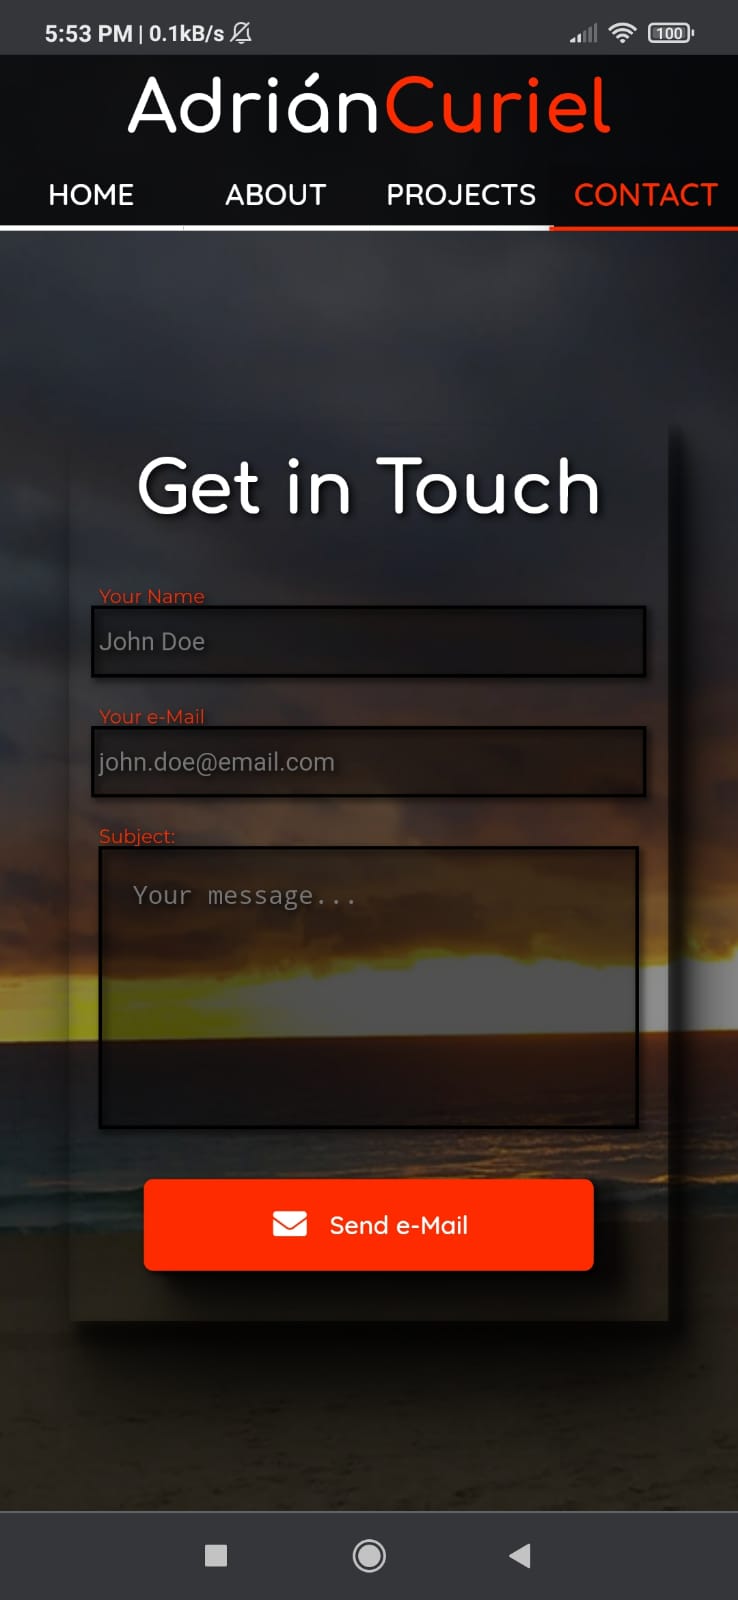 5:53 PM | 0.1kB/s
100
AdriánCuriel
HOME ABOUT PROJECTS CONTACT
Get in Touch
Your Name
John Doe
Your e-Mail
john.doe@email.com
Subject:
Your message...
Send e-Mail